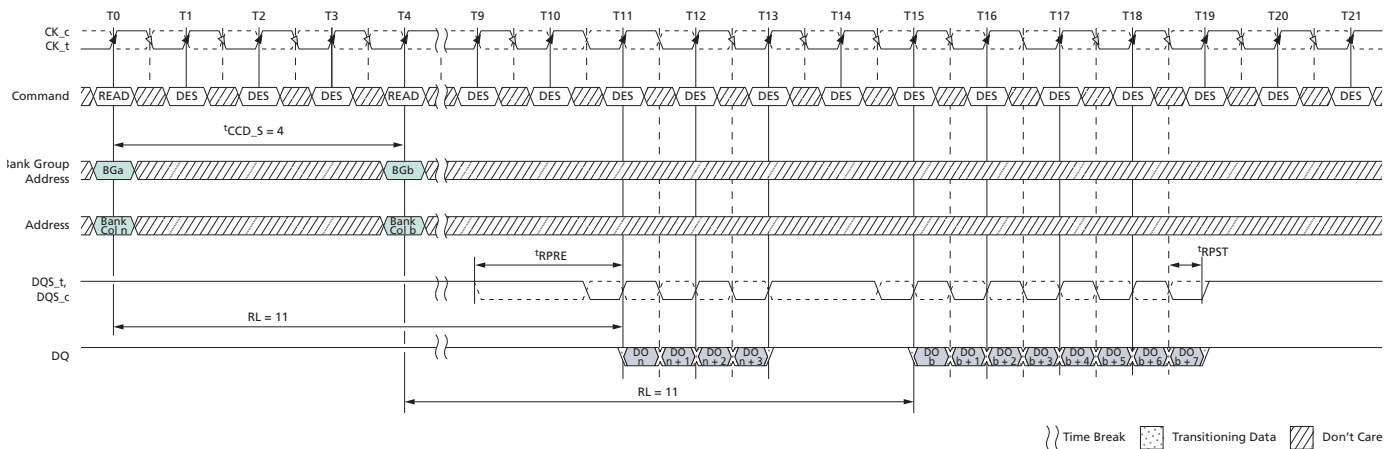 T0 T1 T2 T3 T4 T9 T10 T11 T12 T13 T14 T15 T16 T17 T18 T19 T20 T21
CK_c
CK_t
Command READ DES DES DES READ DES DES DES DES DES DES DES DES DES DES DES DES DES
tCCD_S = 4
Bank Group
Address
BGa BGb
Address
Bank
Col n
Bank
Col b
tRPRE tRPST
DQS_t,
DQS_c
RL = 11
DQ
DO
n
DO
n + 1
DO
n + 2
DO
n + 3
DO
b
DO
b + 1
DO
b + 2
DO
b + 3
DO
b + 4
DO
b + 5
DO
b + 6
DO
b + 7
RL = 11
Time Break Transitioning Data Don't Care